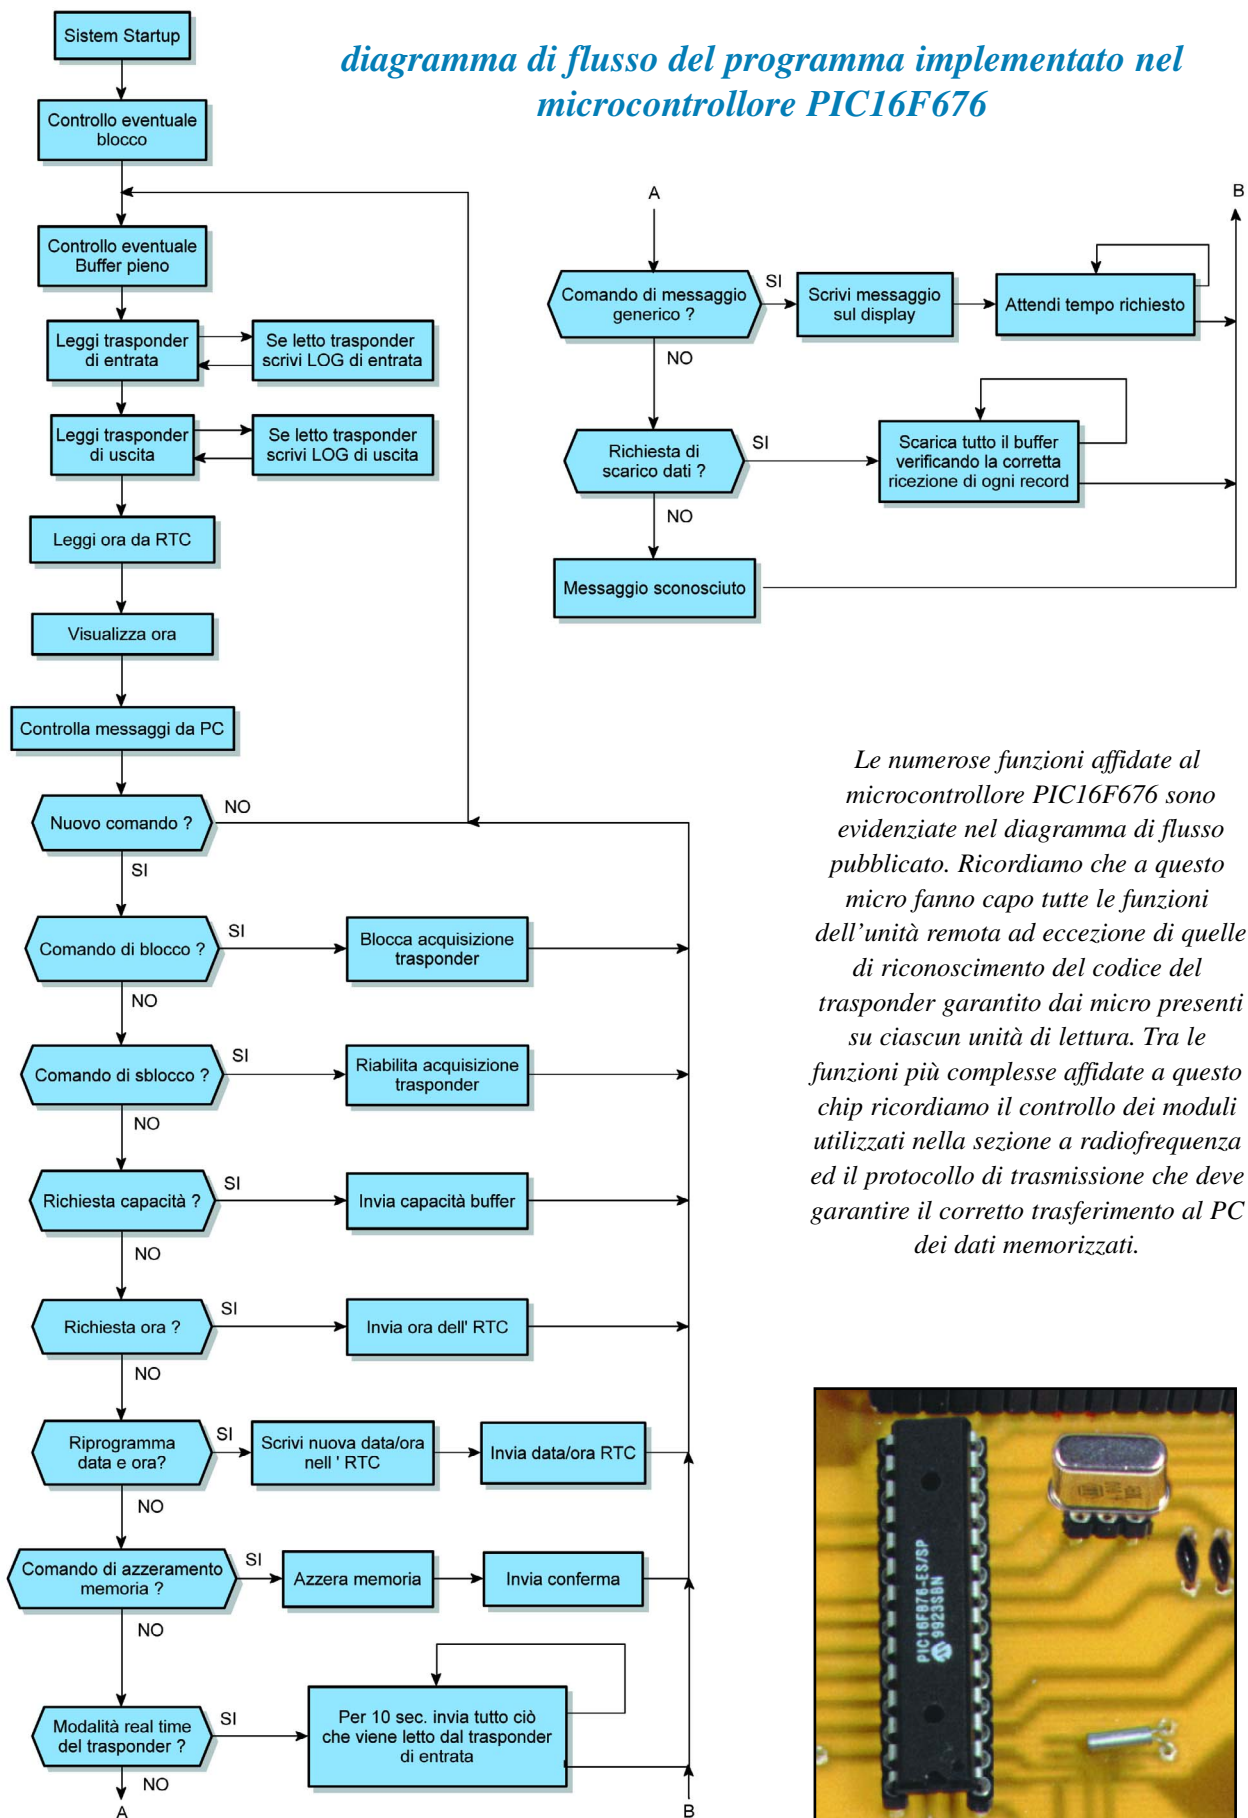 diagramma di flusso del programma implementato nel
microcontrollore PIC16F676
Sistem Startup
Controllo eventuale
blocco
Controllo eventuale
Buffer pieno
Leggi trasponder
di entrata
Se letto trasponder
scrivi LOG di entrata
Leggi trasponder
di uscita
Se letto trasponder
scrivi LOG di uscita
Leggi ora da RTC
Visualizza ora
Controlla messaggi da PC
Nuovo comando ?
NO
SI
Comando di blocco ?
SI
Blocca acquisizione
trasponder
NO
Comando di sblocco ?
SI
Riabilita acquisizione
trasponder
NO
Richiesta capacità ?
SI
Invia capacità buffer
NO
Richiesta ora ?
SI
Invia ora dell' RTC
NO
Riprogramma
data e ora?
SI
Scrivi nuova data/ora
nell ' RTC
Invia data/ora RTC
NO
Comando di azzeramento
memoria ?
SI
Azzera memoria
Invia conferma
NO
Modalità real time
del trasponder ?
SI
Per 10 sec. invia tutto ciò
che viene letto dal trasponder
di entrata
NO
A
B
A
B
Comando di messaggio
generico ?
SI
Scrivi messaggio
sul display
Attendi tempo richiesto
NO
Richiesta di
scarico dati ?
SI
Scarica tutto il buffer
verificando la corretta
ricezione di ogni record
NO
Messaggio sconosciuto
Le numerose funzioni affidate al
microcontrollore PIC16F676 sono
evidenziate nel diagramma di flusso
pubblicato. Ricordiamo che a questo
micro fanno capo tutte le funzioni
dell'unità remota ad eccezione di quelle
di riconoscimento del codice del
trasponder garantito dai micro presenti
su ciascun unità di lettura. Tra le
funzioni più complesse affidate a questo
chip ricordiamo il controllo dei moduli
utilizzati nella sezione a radiofrequenza
ed il protocollo di trasmissione che deve
garantire il corretto trasferimento al PC
dei dati memorizzati.
PIC16F876-ES/SP
9923SBN